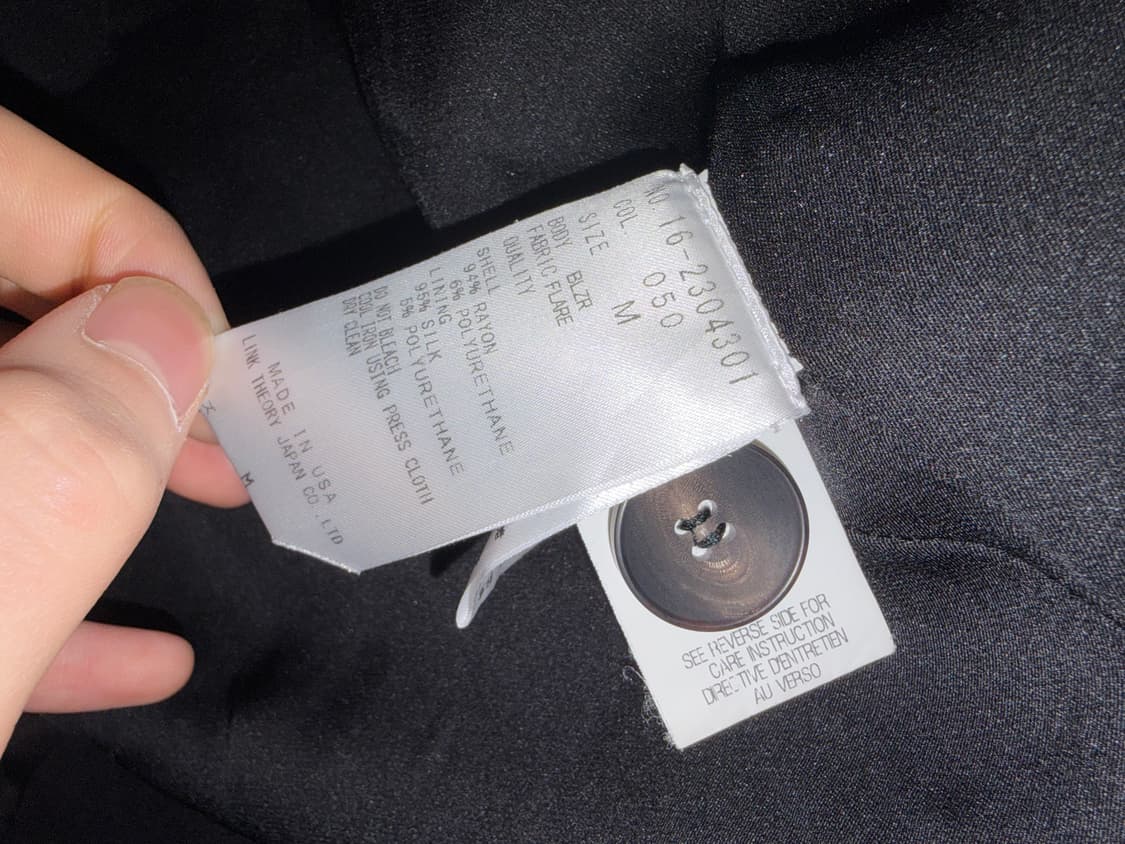 NO 16-2304301
COL 050
SIZE M
BODY BLZR
FABRIC FLARE
QUALITY
SHELL
94% RAYON
6% POLYURETHANE
LINING
95% SILK
5% POLYURETHANE
DO NOT BLEACH
COOL IRON USING PRESS CLOTH
DRY CLEAN
MADE IN USA
LINK THEORY JAPAN CO.,LTD
M
SEE REVERSE SIDE FOR
CARE INSTRUCTION
DIRECTIVE D'ENTRETIEN
AU VERSO